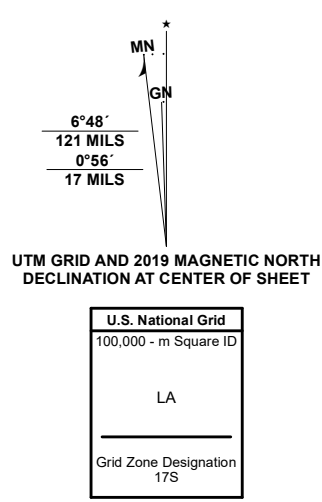 MN
GN
6°48´
121 MILS
0°56´
17 MILS
UTM GRID AND 2019 MAGNETIC NORTH
DECLINATION AT CENTER OF SHEET
U.S. National Grid
100,000 - m Square ID
LA
Grid Zone Designation
17S